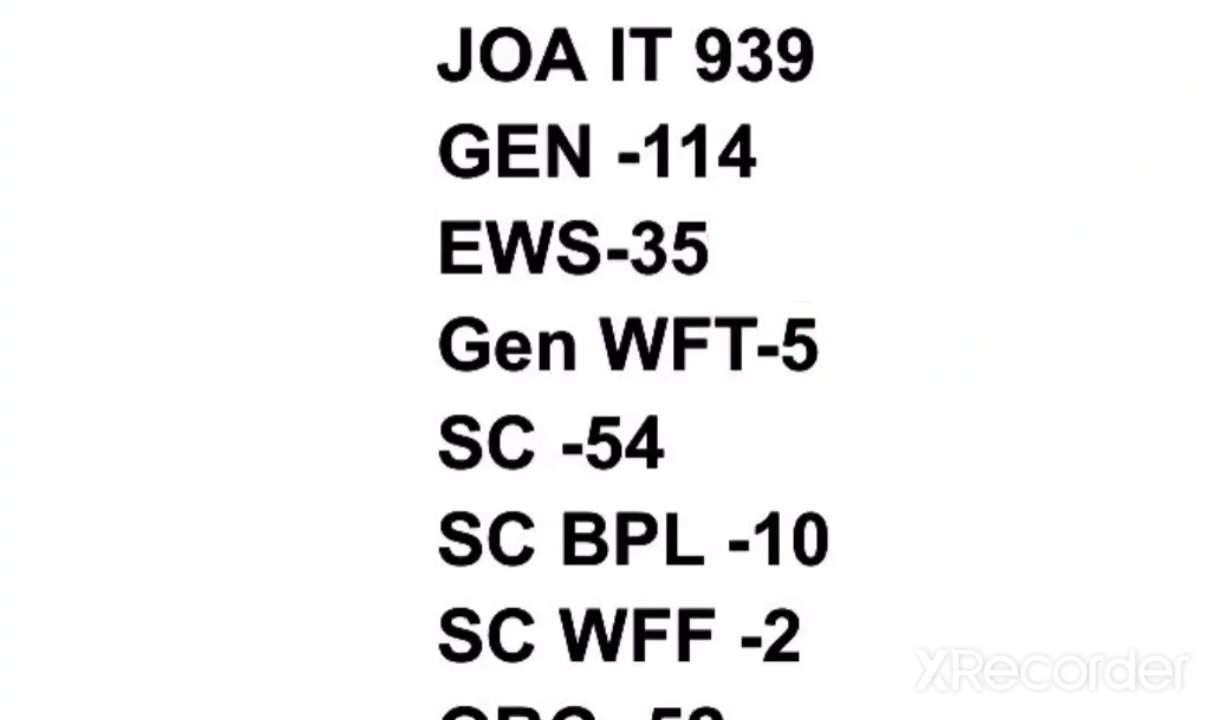 JOA IT 939
GEN -114
EWS-35
Gen WFT-5
SC -54
SC BPL -10
SC WFF -2
XRecorder